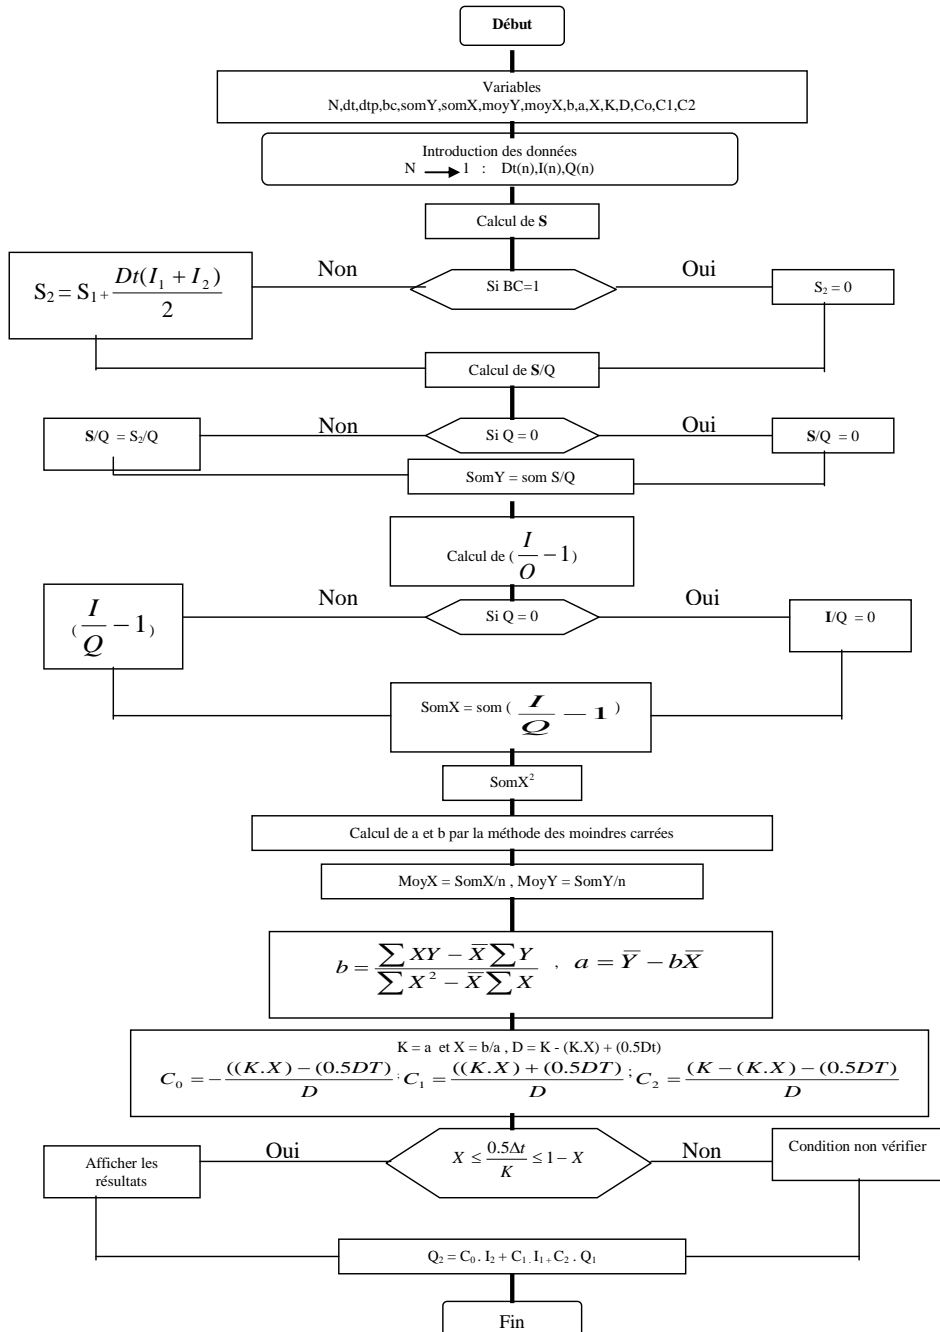 Début
Variables
N,dt,dtp,bc,somY,somX,moyY,moyX,b,a,X,K,D,Co,C1,C2
Introduction des données
N → 1 : Dt(n),I(n),Q(n)
Calcul de S
Non
Si BC=1
Oui
S₂ = S₁ + Dt(I₁ + I₂)/2
S₂ = 0
Calcul de S/Q
S/Q = S₂/Q
Non
Si Q = 0
Oui
S/Q = 0
SomY = som S/Q
Calcul de (I/O − 1)
Non
Si Q = 0
Oui
(I/Q − 1)
I/Q = 0
SomX = som ( I/Q − 1 )
SomX²
Calcul de a et b par la méthode des moindres carrées
MoyX = SomX/n , MoyY = SomY/n
b = (∑ XY − X̅ ∑ Y)/(∑ X² − X̅ ∑ X) , a = Y̅ − bX̅
K = a et X = b/a , D = K - (K.X) + (0.5Dt)
C₀ = − ((K.X) − (0.5DT)/D ; C₁ = ((K.X) + (0.5DT)/D ; C₂ = (K − (K.X) − (0.5DT)/D
Afficher les
résultats
Oui
X ≤ 0.5Δt/K ≤ 1 − X
Non
Condition non vérifier
Q₂ = C₀ . I₂ + C₁ . I₁ + C₂ . Q₁
Fin